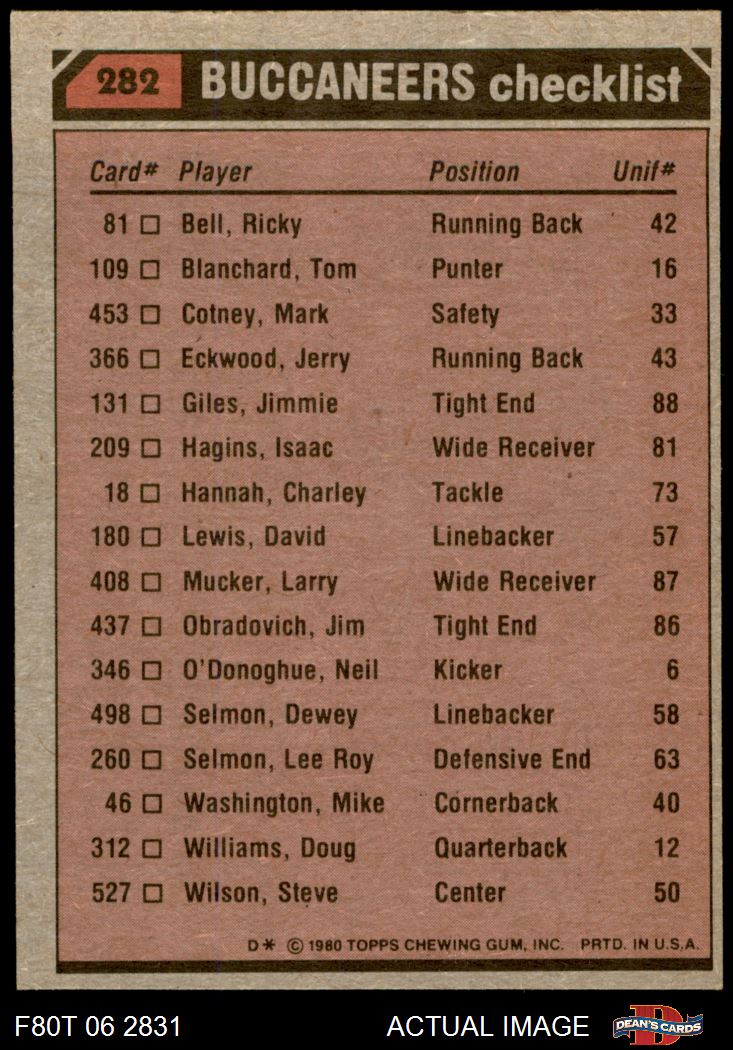 282 BUCCANEERS checklist
Card# Player Position Unif#
81 □ Bell, Ricky Running Back 42
109 □ Blanchard, Tom Punter 16
453 □ Cotney, Mark Safety 33
366 □ Eckwood, Jerry Running Back 43
131 □ Giles, Jimmie Tight End 88
209 □ Hagins, Isaac Wide Receiver 81
18 □ Hannah, Charley Tackle 73
180 □ Lewis, David Linebacker 57
408 □ Mucker, Larry Wide Receiver 87
437 □ Obradovich, Jim Tight End 86
346 □ O'Donoghue, Neil Kicker 6
498 □ Selmon, Dewey Linebacker 58
260 □ Selmon, Lee Roy Defensive End 63
46 □ Washington, Mike Cornerback 40
312 □ Williams, Doug Quarterback 12
527 □ Wilson, Steve Center 50
D* © 1980 TOPPS CHEWING GUM, INC. PRTD. IN U.S.A.
F80T 06 2831 ACTUAL IMAGE D DEAN'S CARDS